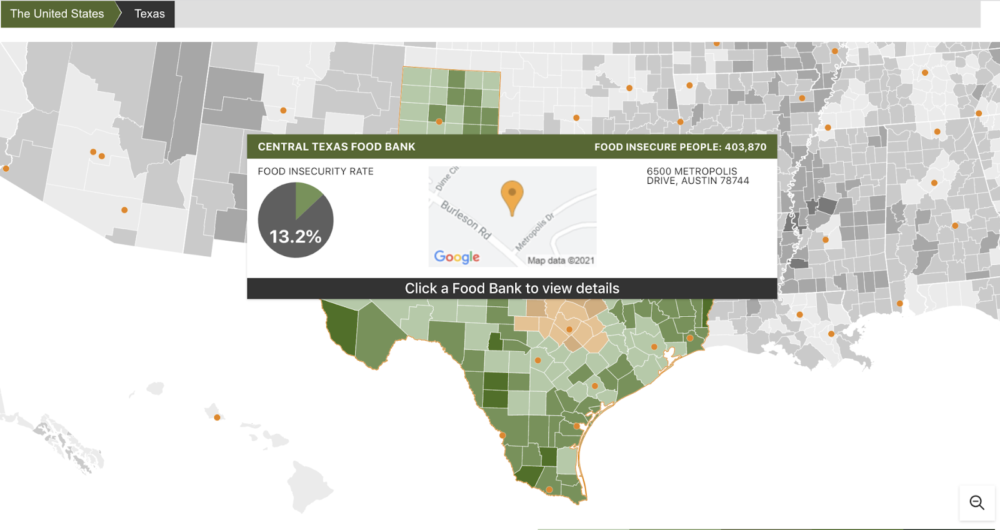 The United States
Texas
CENTRAL TEXAS FOOD BANK
FOOD INSECURE PEOPLE: 403,870
FOOD INSECURITY RATE
13.2%
Dime Cir
Burleson Rd
Metropolis Dr
Google
Map data ©2021
6500 METROPOLIS
DRIVE, AUSTIN 78744
Click a Food Bank to view details